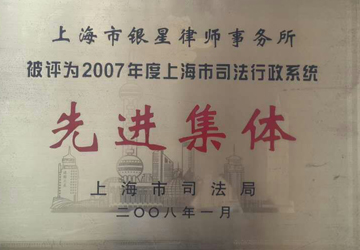 上海市银星律师事务所
被评为2007年度上海市司法行政系统
先进集体
上海市司法局
二〇〇八年一月